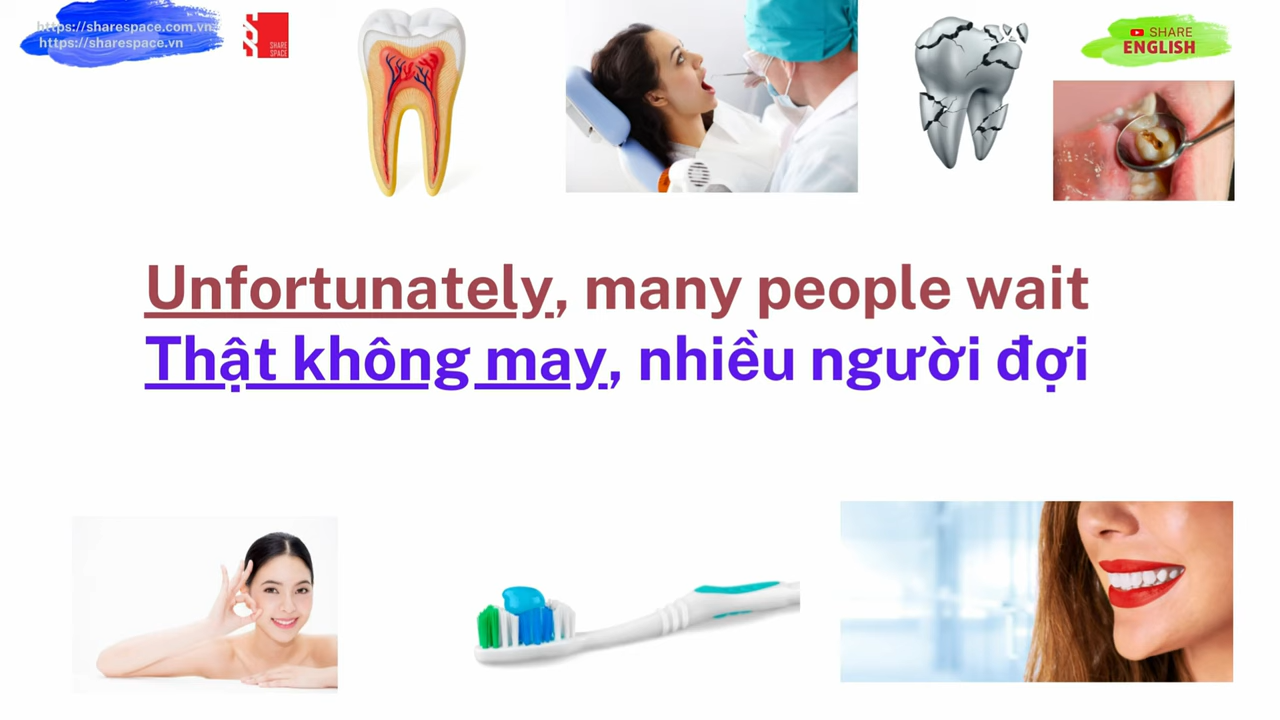 https://sharespace.com.vn
https://sharespace.vn
SHARE
SPACE
SHARE
ENGLISH
Unfortunately, many people wait
Thật không may, nhiều người đợi